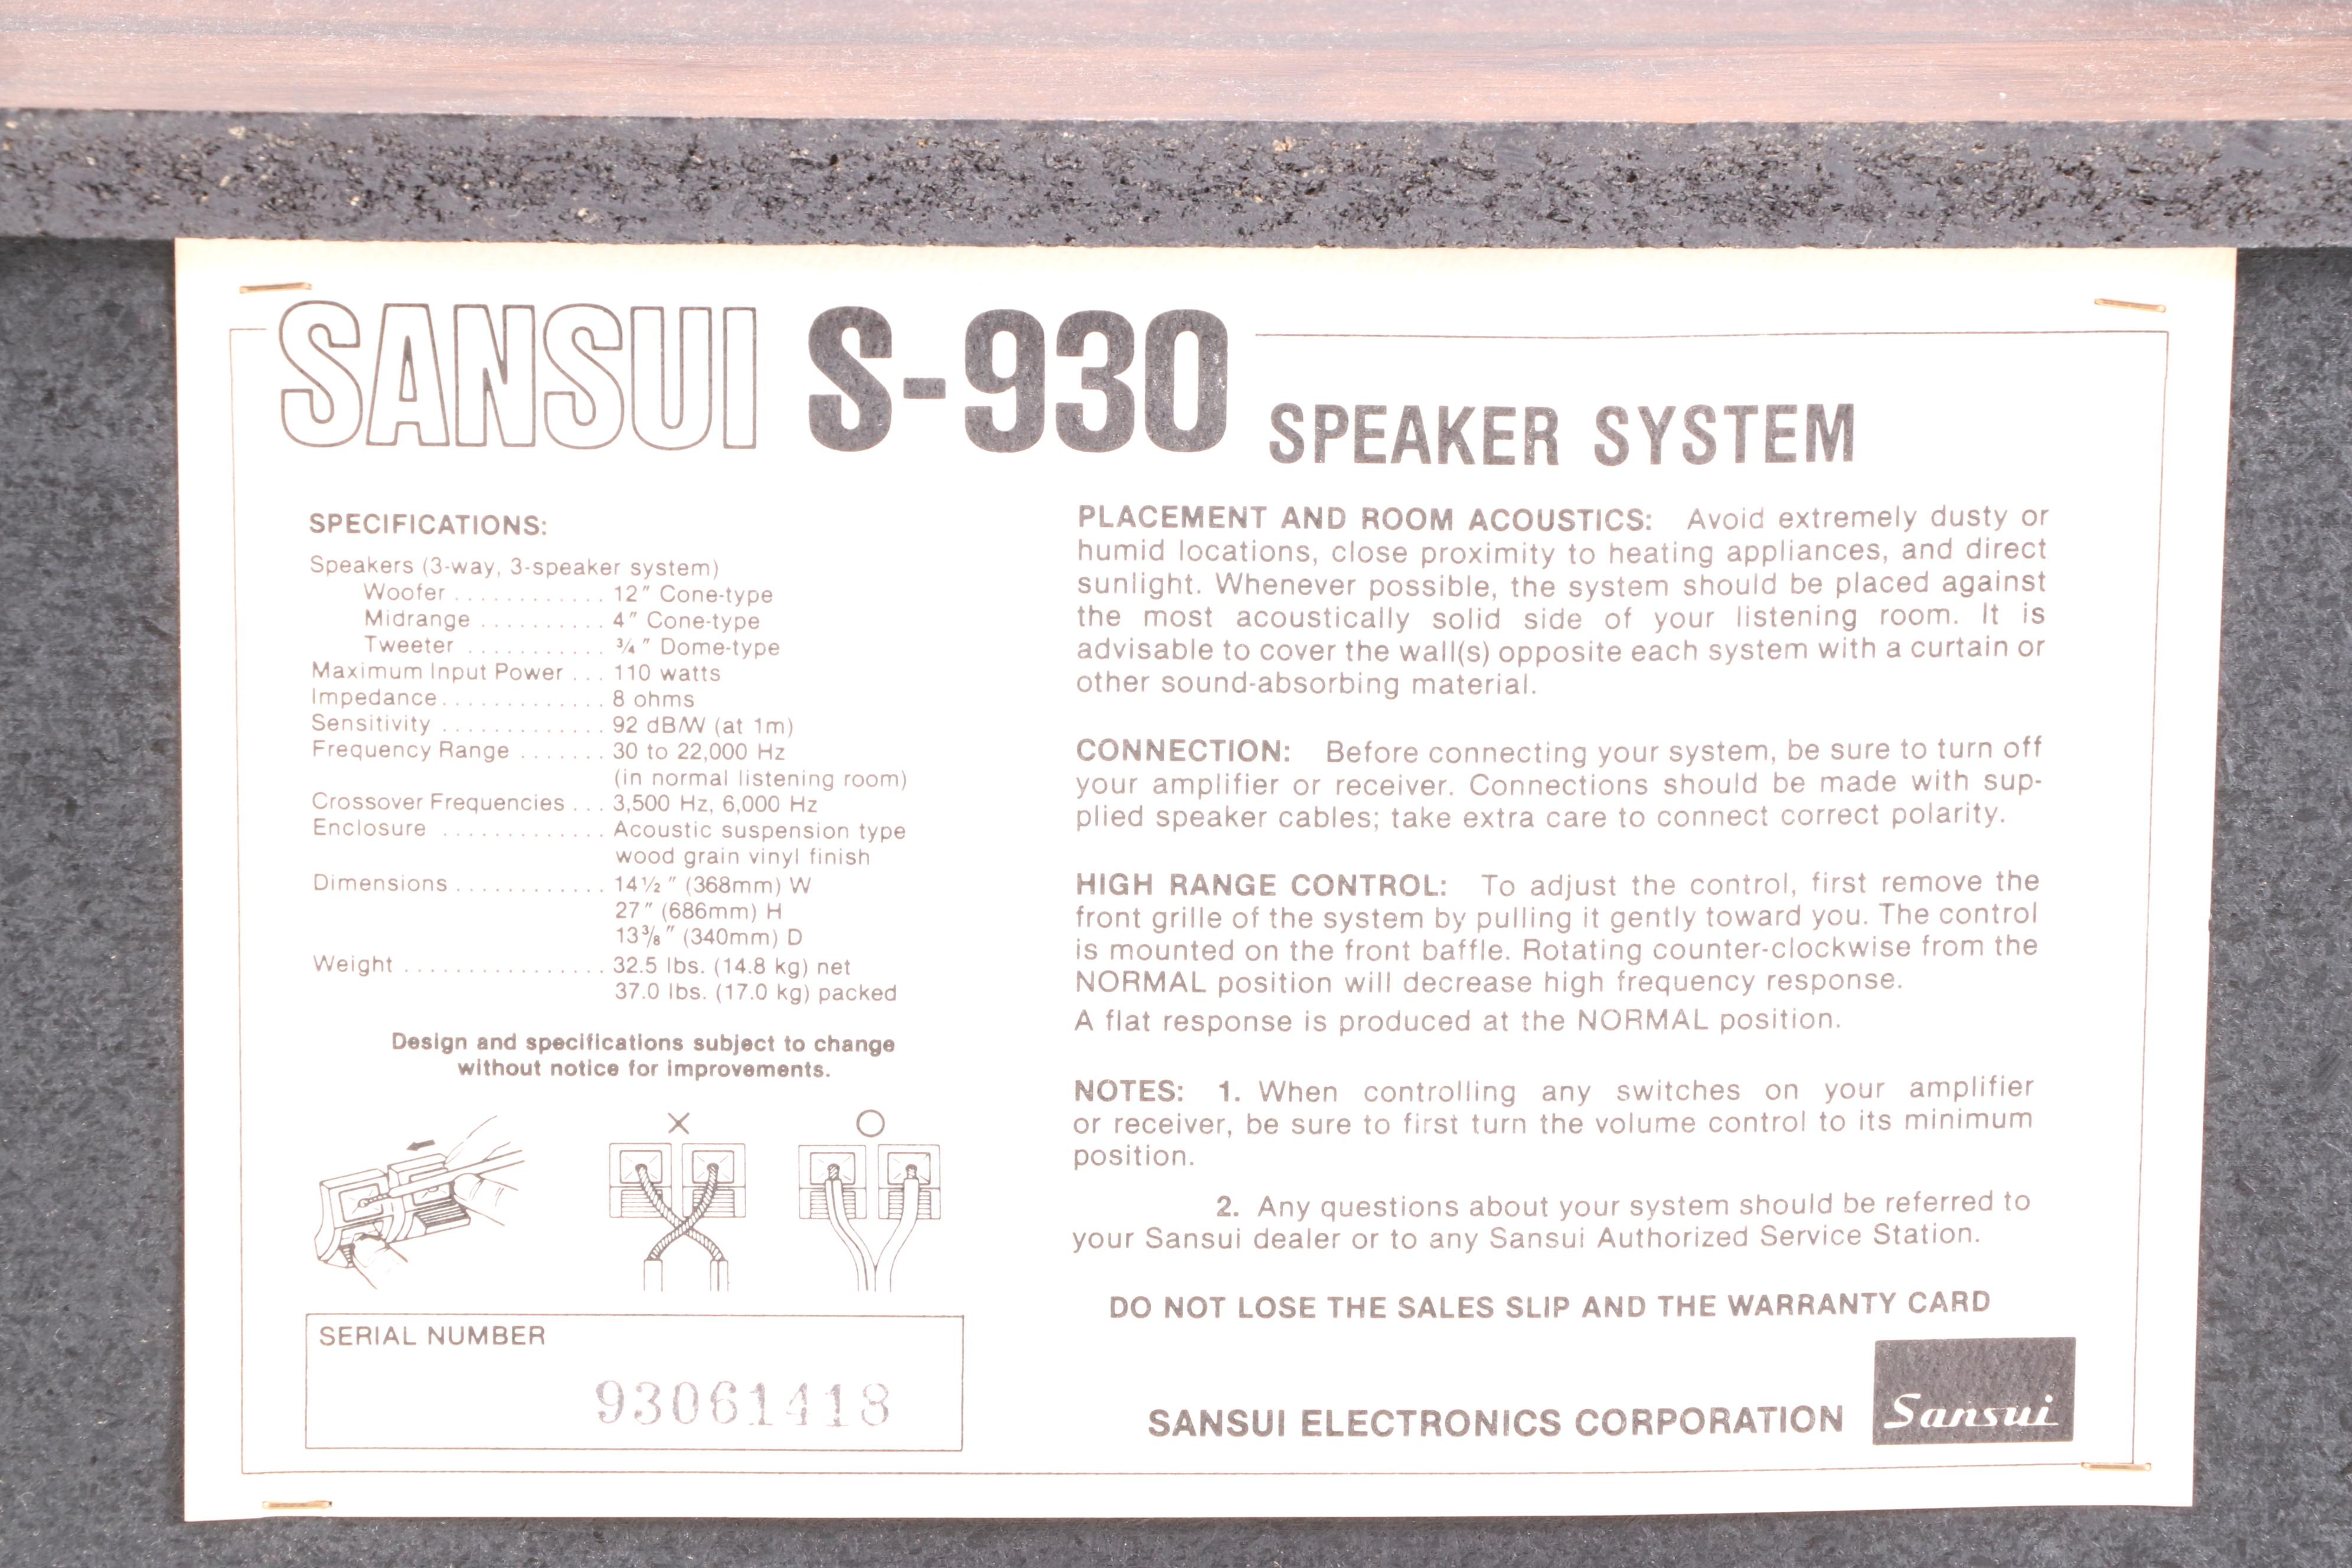 SANSUI S-930 SPEAKER SYSTEM
SPECIFICATIONS:
Speakers (3-way, 3-speaker system)
Woofer ............ 12" Cone-type
Midrange .......... 4" Cone-type
Tweeter ........... ¾" Dome-type
Maximum Input Power ... 110 watts
Impedance............. 8 ohms
Sensitivity ............. 92 dB/W (at 1m)
Frequency Range ....... 30 to 22,000 Hz
(in normal listening room)
Crossover Frequencies ... 3,500 Hz, 6,000 Hz
Enclosure ............. Acoustic suspension type
wood grain vinyl finish
Dimensions ............ 14½" (368mm) W
27" (686mm) H
13⅜" (340mm) D
Weight ................ 32.5 lbs. (14.8 kg) net
37.0 lbs. (17.0 kg) packed
Design and specifications subject to change
without notice for improvements.
SERIAL NUMBER
93061418
PLACEMENT AND ROOM ACOUSTICS: Avoid extremely dusty or
humid locations, close proximity to heating appliances, and direct
sunlight. Whenever possible, the system should be placed against
the most acoustically solid side of your listening room. It is
advisable to cover the wall(s) opposite each system with a curtain or
other sound-absorbing material.
CONNECTION: Before connecting your system, be sure to turn off
your amplifier or receiver. Connections should be made with sup-
plied speaker cables; take extra care to connect correct polarity.
HIGH RANGE CONTROL: To adjust the control, first remove the
front grille of the system by pulling it gently toward you. The control
is mounted on the front baffle. Rotating counter-clockwise from the
NORMAL position will decrease high frequency response.
A flat response is produced at the NORMAL position.
NOTES: 1. When controlling any switches on your amplifier
or receiver, be sure to first turn the volume control to its minimum
position.
2. Any questions about your system should be referred to
your Sansui dealer or to any Sansui Authorized Service Station.
DO NOT LOSE THE SALES SLIP AND THE WARRANTY CARD
SANSUI ELECTRONICS CORPORATION Sansui